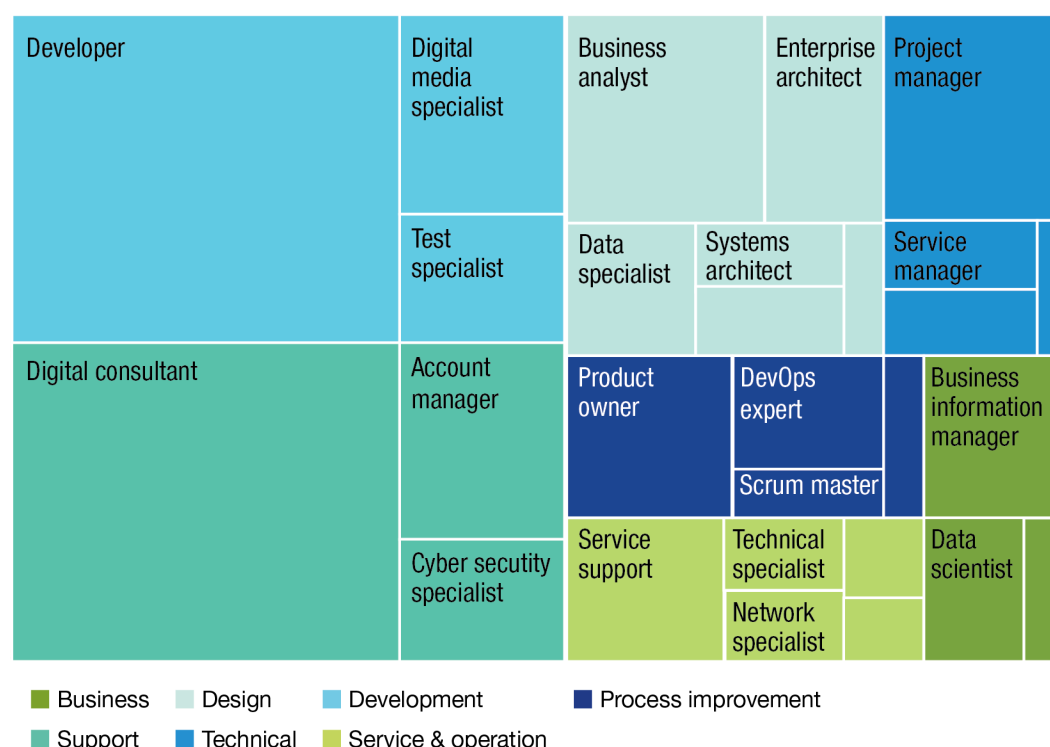 Developer
Digital
media
specialist
Test
specialist
Business
analyst
Enterprise
architect
Project
manager
Data
specialist
Systems
architect
Service
manager
Digital consultant
Account
manager
Cyber secutity
specialist
Product
owner
DevOps
expert
Scrum master
Business
information
manager
Service
support
Technical
specialist
Network
specialist
Data
scientist
Business
Design
Development
Process improvement
Support
Technical
Service & operation